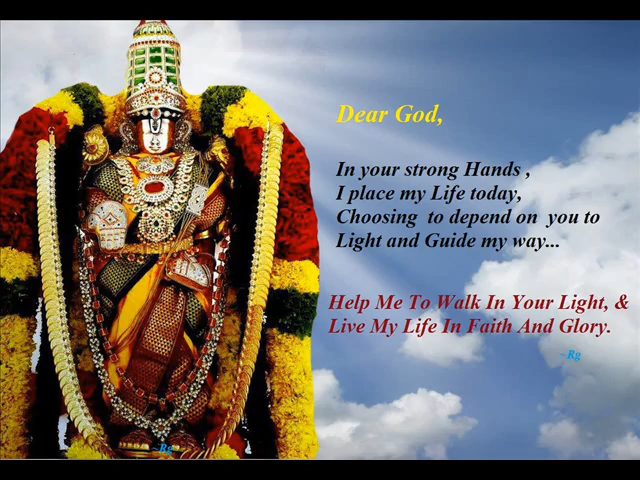 Dear God,
In your strong Hands ,
I place my Life today,
Choosing  to depend on  you to
Light and Guide my way...
Help Me To Walk In Your Light, &
Live My Life In Faith And Glory.
- Rg
- Rg